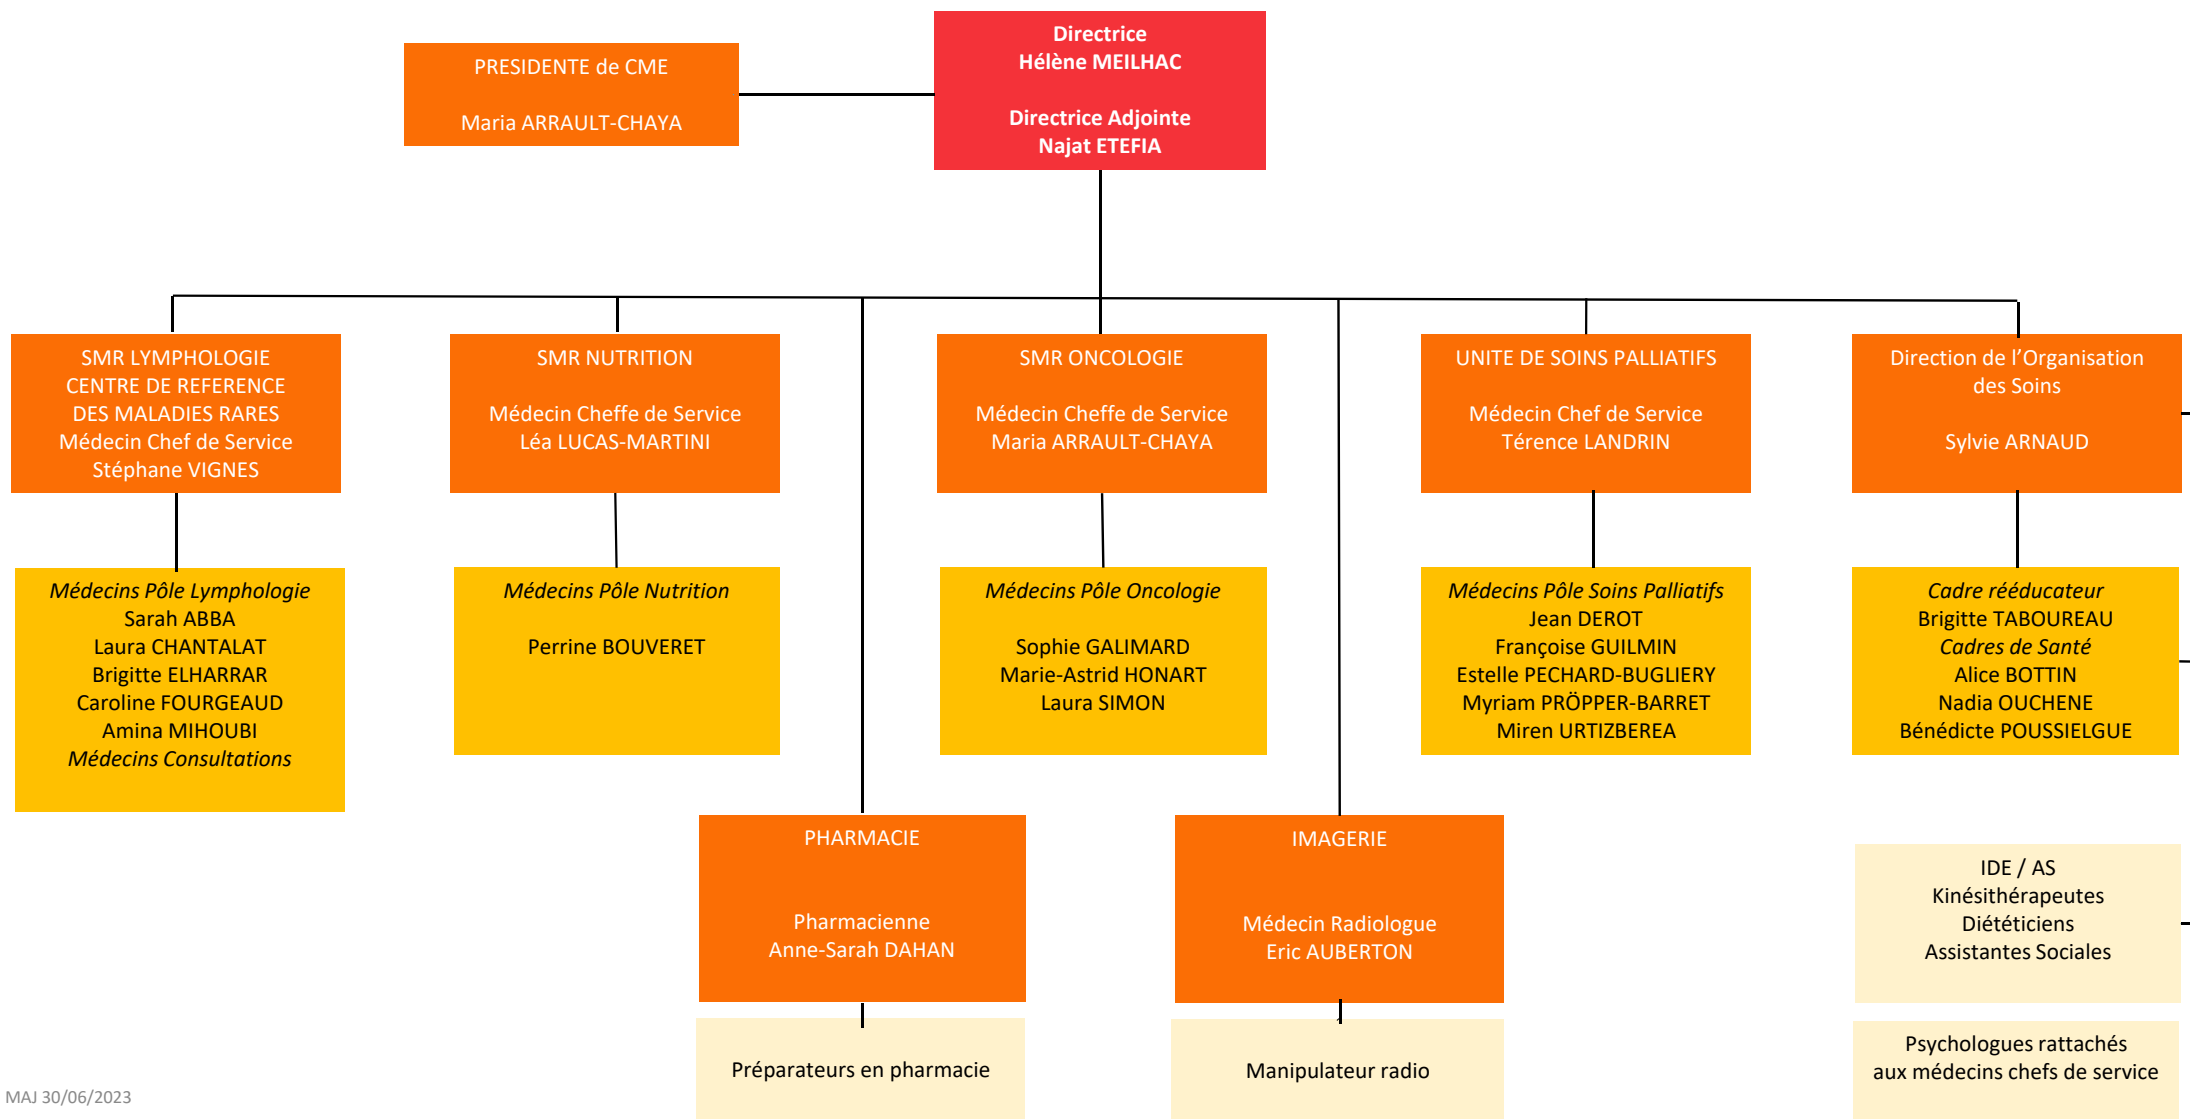 Directrice
Hélène MEILHAC
Directrice Adjointe
Najat ETEFIA
PRESIDENTE de CME
Maria ARRAULT-CHAYA
SMR LYMPHOLOGIE
CENTRE DE REFERENCE
DES MALADIES RARES
Médecin Chef de Service
Stéphane VIGNES
SMR NUTRITION
Médecin Cheffe de Service
Léa LUCAS-MARTINI
SMR ONCOLOGIE
Médecin Cheffe de Service
Maria ARRAULT-CHAYA
UNITE DE SOINS PALLIATIFS
Médecin Chef de Service
Térence LANDRIN
Direction de l’Organisation
des Soins
Sylvie ARNAUD
Médecins Pôle Lymphologie
Sarah ABBA
Laura CHANTALAT
Brigitte ELHARRAR
Caroline FOURGEAUD
Amina MIHOUBI
Médecins Consultations
Médecins Pôle Nutrition
Perrine BOUVERET
Médecins Pôle Oncologie
Sophie GALIMARD
Marie-Astrid HONART
Laura SIMON
Médecins Pôle Soins Palliatifs
Jean DEROT
Françoise GUILMIN
Estelle PECHARD-BUGLIERY
Myriam PRÖPPER-BARRET
Miren URTIZBEREA
Cadre rééducateur
Brigitte TABOUREAU
Cadres de Santé
Alice BOTTIN
Nadia OUCHENE
Bénédicte POUSSIELGUE
PHARMACIE
Pharmacienne
Anne-Sarah DAHAN
IMAGERIE
Médecin Radiologue
Eric AUBERTON
IDE / AS
Kinésithérapeutes
Diététiciens
Assistantes Sociales
Préparateurs en pharmacie
Manipulateur radio
Psychologues rattachés
aux médecins chefs de service
MAJ 30/06/2023